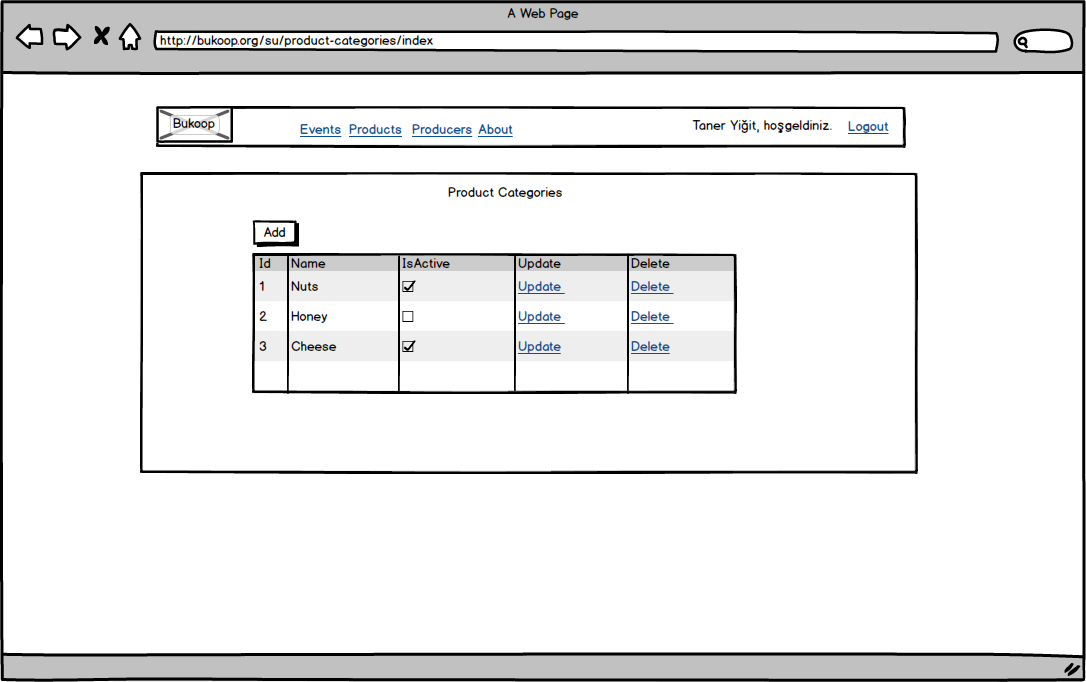 A Web Page
http://bukoop.org/su/product-categories/index
Bukoop Events Products Producers About Taner Yiğit, hoşgeldiniz. Logout
Product Categories
Add
Id Name IsActive Update Delete
1 Nuts Update Delete
2 Honey Update Delete
3 Cheese Update Delete